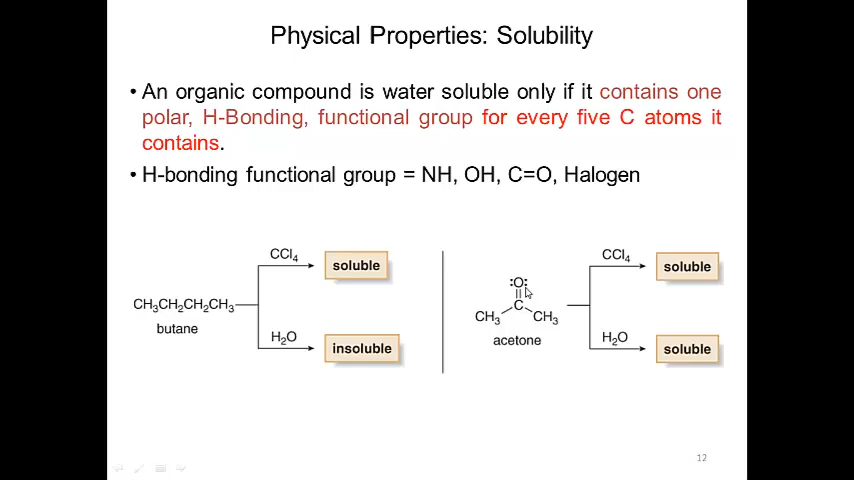 Physical Properties: Solubility
• An organic compound is water soluble only if it contains one
polar, H-Bonding, functional group for every five C atoms it
contains.
• H-bonding functional group = NH, OH, C=O, Halogen
CCl₄
soluble
CH₃CH₂CH₂CH₃
butane
H₂O
insoluble
:O:
C
CH₃ CH₃
acetone
CCl₄
soluble
H₂O
soluble
12